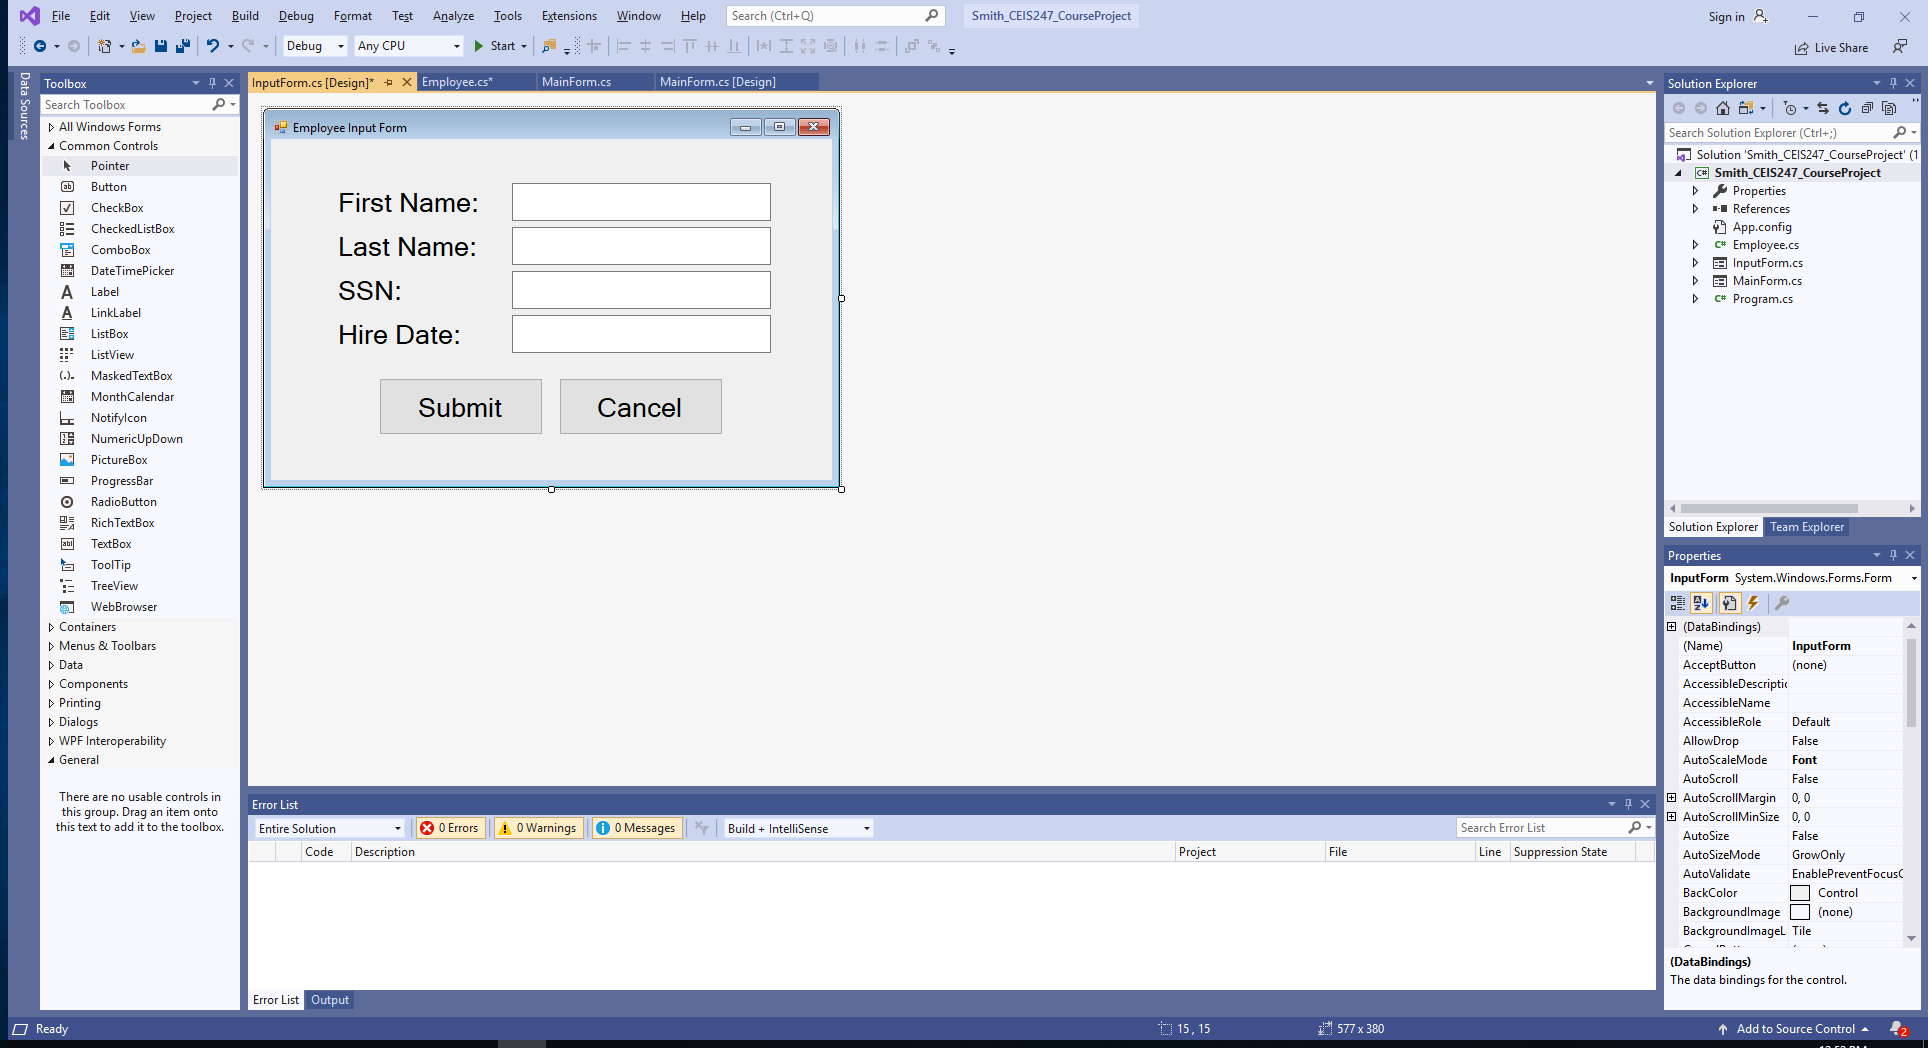 File Edit View Project Build Debug Format Test Analyze Tools Extensions Window Help Search (Ctrl+Q) Smith_CEIS247_CourseProject Sign in
Debug Any CPU Start Live Share
Data Sources
Toolbox
Search Toolbox
All Windows Forms
Common Controls
Pointer
Button
CheckBox
CheckedListBox
ComboBox
DateTimePicker
Label
LinkLabel
ListBox
ListView
MaskedTextBox
MonthCalendar
NotifyIcon
NumericUpDown
PictureBox
ProgressBar
RadioButton
RichTextBox
TextBox
ToolTip
TreeView
WebBrowser
Containers
Menus & Toolbars
Data
Components
Printing
Dialogs
WPF Interoperability
General
There are no usable controls in
this group. Drag an item onto
this text to add it to the toolbox.
InputForm.cs [Design]* Employee.cs* MainForm.cs MainForm.cs [Design]
Employee Input Form
First Name:
Last Name:
SSN:
Hire Date:
Submit Cancel
Error List
Entire Solution 0 Errors 0 Warnings 0 Messages Build + IntelliSense Search Error List
Code Description Project File Line Suppression State
Error List Output
Solution Explorer
Search Solution Explorer (Ctrl+;)
Solution 'Smith_CEIS247_CourseProject' (1
Smith_CEIS247_CourseProject
Properties
References
App.config
Employee.cs
InputForm.cs
MainForm.cs
Program.cs
Solution Explorer Team Explorer
Properties
InputForm System.Windows.Forms.Form
(DataBindings)
(Name) InputForm
AcceptButton (none)
AccessibleDescriptio
AccessibleName
AccessibleRole Default
AllowDrop False
AutoScaleMode Font
AutoScroll False
AutoScrollMargin 0, 0
AutoScrollMinSize 0, 0
AutoSize False
AutoSizeMode GrowOnly
AutoValidate EnablePreventFocusC
BackColor Control
BackgroundImage (none)
BackgroundImageL Tile
(DataBindings)
The data bindings for the control.
Ready 15 , 15 577 x 380 Add to Source Control 2